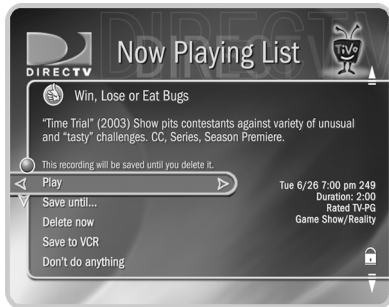 DIRECTV
Now Playing List
TiVo
DIRECTV
Win, Lose or Eat Bugs
"Time Trial" (2003) Show pits contestants against variety of unusual
and "tasty" challenges. CC, Series, Season Premiere.
This recording will be saved until you delete it.
Play
Save until...
Delete now
Save to VCR
Don't do anything
Tue 6/26 7:00 pm 249
Duration: 2:00
Rated TV-PG
Game Show/Reality